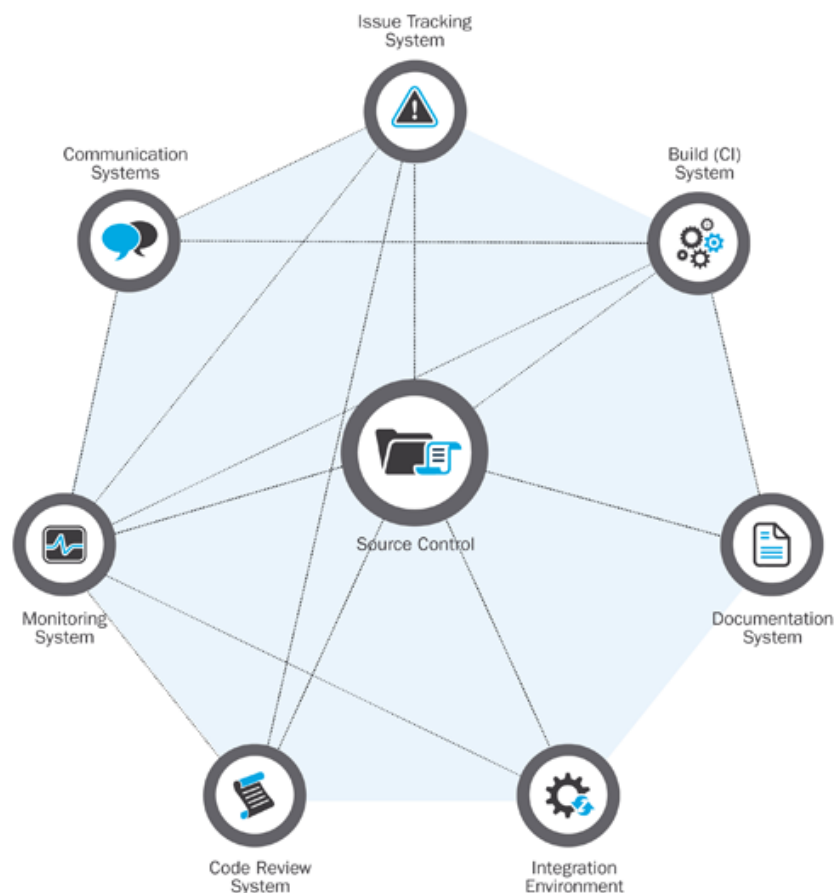 Issue Tracking
System
Communication
Systems
Build (CI)
System
Source Control
Monitoring
System
Documentation
System
Code Review
System
Integration
Environment